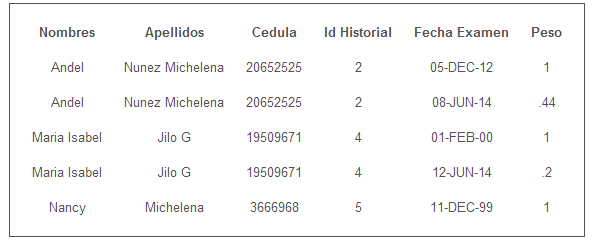 Nombres Apellidos Cedula Id Historial Fecha Examen Peso
Andel Nunez Michelena 20652525 2 05-DEC-12 1
Andel Nunez Michelena 20652525 2 08-JUN-14 .44
Maria Isabel Jilo G 19509671 4 01-FEB-00 1
Maria Isabel Jilo G 19509671 4 12-JUN-14 .2
Nancy Michelena 3666968 5 11-DEC-99 1